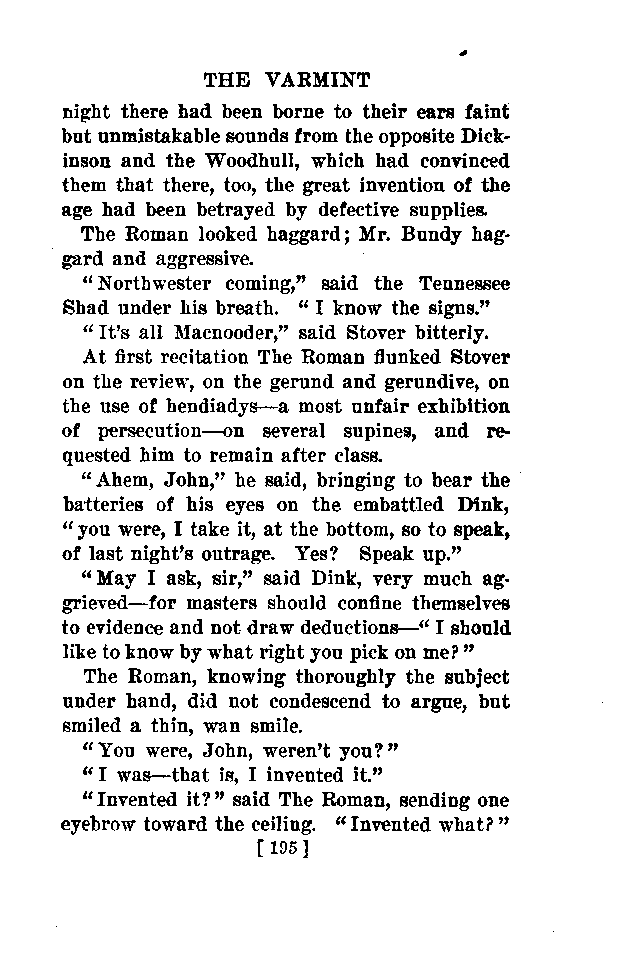 THE VARMINT
night there had been borne to their ears faint
but unmistakable sounds from the opposite Dick-
inson and the Woodhull, which had convinced
them that there, too, the great invention of the
age had been betrayed by defective supplies.
The Roman looked haggard; Mr. Bundy hag-
gard and aggressive.
“Northwester coming,” said the Tennessee
Shad under his breath. “I know the signs.”
“It's all Macnooder,” said Stover bitterly.
At first recitation The Roman flunked Stover
on the review, on the gerund and gerundive, on
the use of hendiadys—a most unfair exhibition
of persecution—on several supines, and re-
quested him to remain after class.
“Ahem, John,” he said, bringing to bear the
batteries of his eyes on the embattled Dink,
“you were, I take it, at the bottom, so to speak,
of last night's outrage. Yes? Speak up.”
“May I ask, sir,” said Dink, very much ag-
grieved—for masters should confine themselves
to evidence and not draw deductions—“I should
like to know by what right you pick on me?”
The Roman, knowing thoroughly the subject
under hand, did not condescend to argue, but
smiled a thin, wan smile.
“You were, John, weren't you?”
“I was—that is, I invented it.”
“Invented it?” said The Roman, sending one
eyebrow toward the ceiling. “Invented what?”
[195]